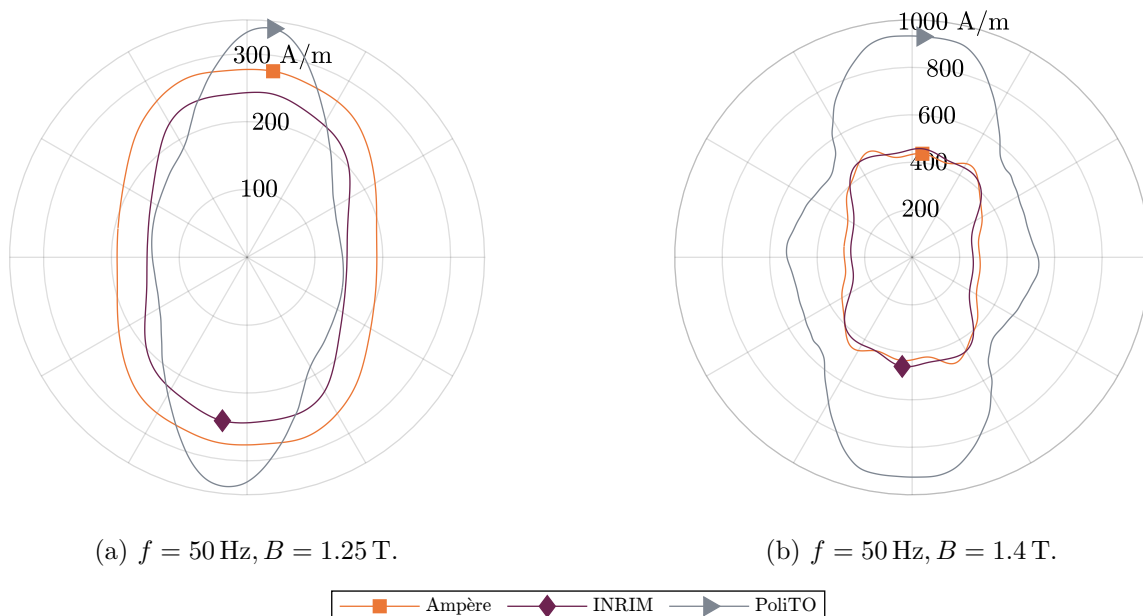 300 A/m
200
100
1000 A/m
800
600
400
200
(a) f = 50 Hz, B = 1.25 T.
(b) f = 50 Hz, B = 1.4 T.
Ampère INRIM PoliTO